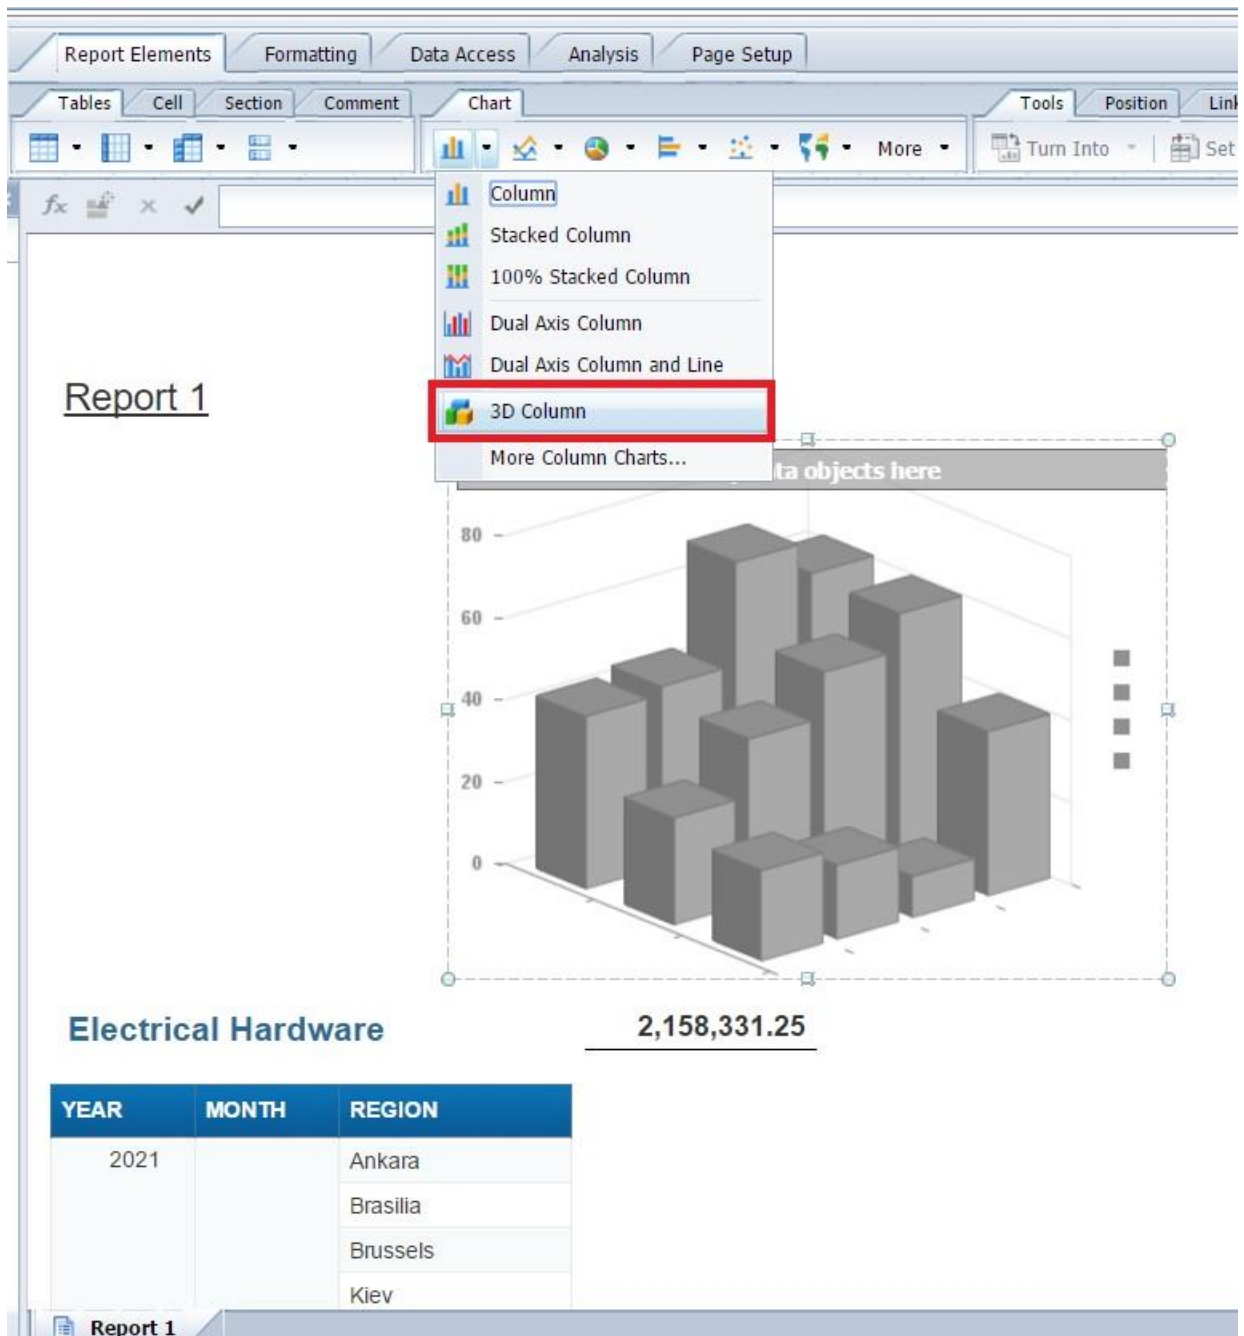 Report Elements Formatting Data Access Analysis Page Setup
Tables Cell Section Comment Chart Tools Position Link
More Turn Into Set
fx
Column
Stacked Column
100% Stacked Column
Dual Axis Column
Dual Axis Column and Line
3D Column
More Column Charts...
Report 1
objects here
80
60
40
20
0
Electrical Hardware 2,158,331.25
YEAR MONTH REGION
2021 Ankara
Brasilia
Brussels
Kiev
Report 1